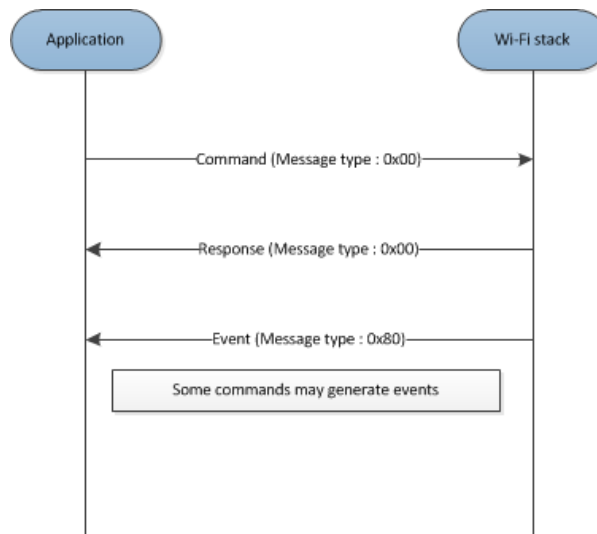 Application
Wi-Fi stack
Command (Message type : 0x00)
Response (Message type : 0x00)
Event (Message type : 0x80)
Some commands may generate events